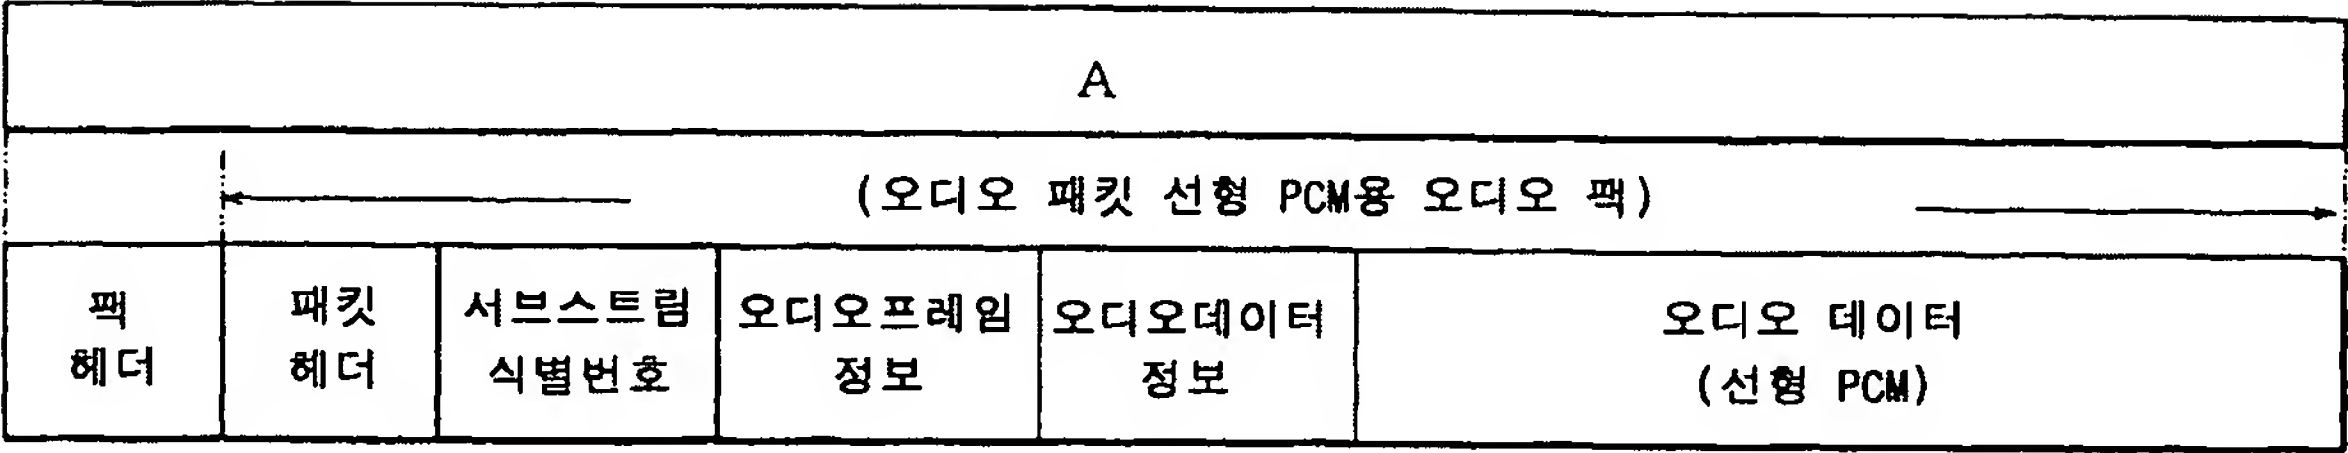 A
(오디오 패킷 선형 PCM용 오디오 팩)
팩
헤더
패킷
헤더
서브스트림
식별번호
오디오프레임
정보
오디오데이터
정보
오디오 데이터
(선형 PCM)